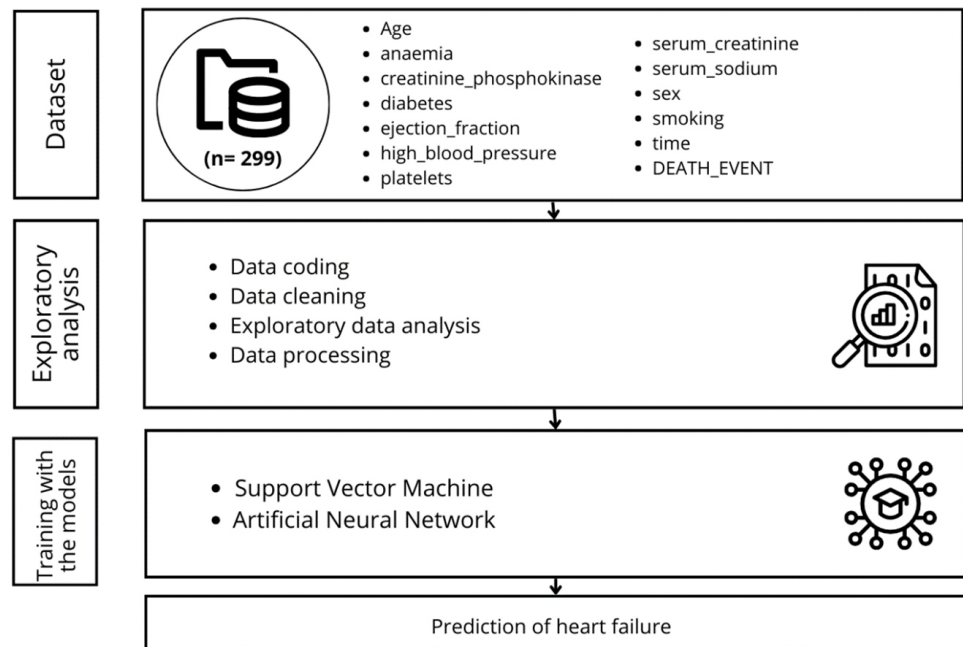 Dataset
(n= 299)
• Age
• anaemia
• creatinine_phosphokinase
• diabetes
• ejection_fraction
• high_blood_pressure
• platelets
• serum_creatinine
• serum_sodium
• sex
• smoking
• time
• DEATH_EVENT
Exploratory
analysis
• Data coding
• Data cleaning
• Exploratory data analysis
• Data processing
Training with
the models
• Support Vector Machine
• Artificial Neural Network
Prediction of heart failure